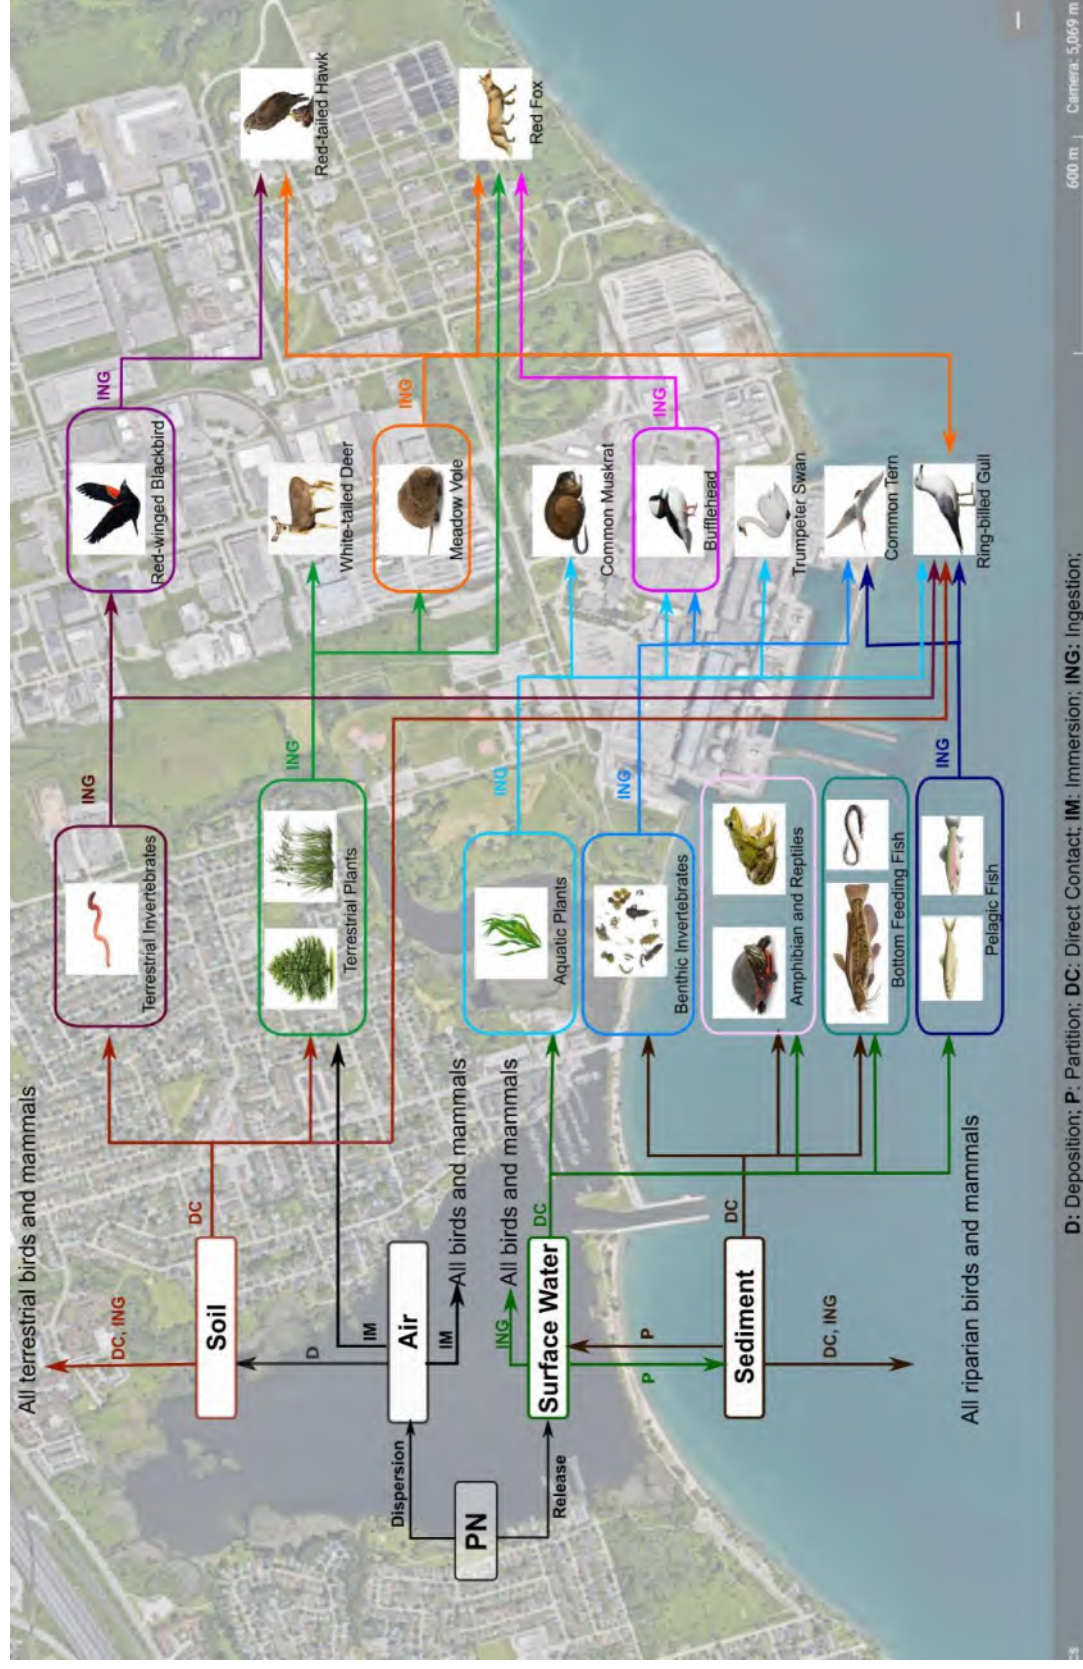 PN
Dispersion
Release
All terrestrial birds and mammals
DC, ING
Soil
DC
D
Air
IM
IM
All birds and mammals
All birds and mammals
ING
Surface Water
DC
P
P
Sediment
DC
DC, ING
All riparian birds and mammals
Terrestrial Invertebrates
ING
Terrestrial Plants
ING
Aquatic Plants
ING
Benthic Invertebrates
ING
Amphibian and Reptiles
Bottom Feeding Fish
Pelagic Fish
ING
Red-winged Blackbird
ING
White-tailed Deer
Meadow Vole
ING
Common Muskrat
Bufflehead
ING
Trumpeter Swan
Common Tern
Ring-billed Gull
Red-tailed Hawk
Red Fox
D: Deposition; P: Partition; DC: Direct Contact; IM: Immersion; ING: Ingestion;
600 m
Camera: 5,069 m